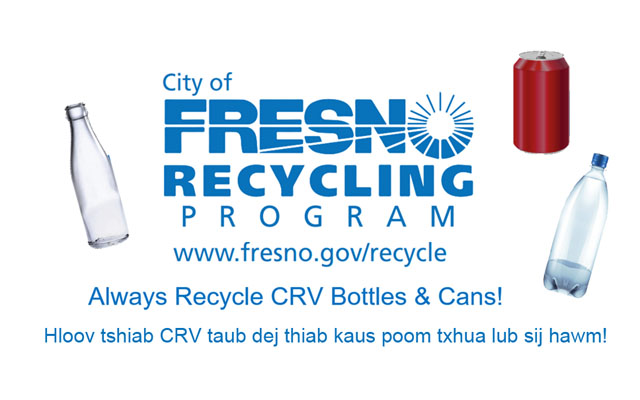 City of
FRESNO
RECYCLING
PROGRAM
www.fresno.gov/recycle
Always Recycle CRV Bottles & Cans!
Hloov tshiab CRV taub dej thiab kaus poom txhua lub sij hawm!